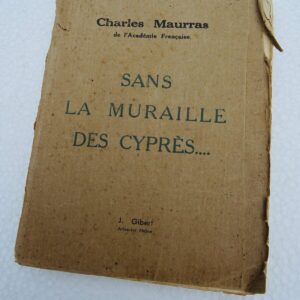 Charles Maurras
de l'Académie Française.
SANS
LA MURAILLE
DES CYPRÈS....
J. Gibert